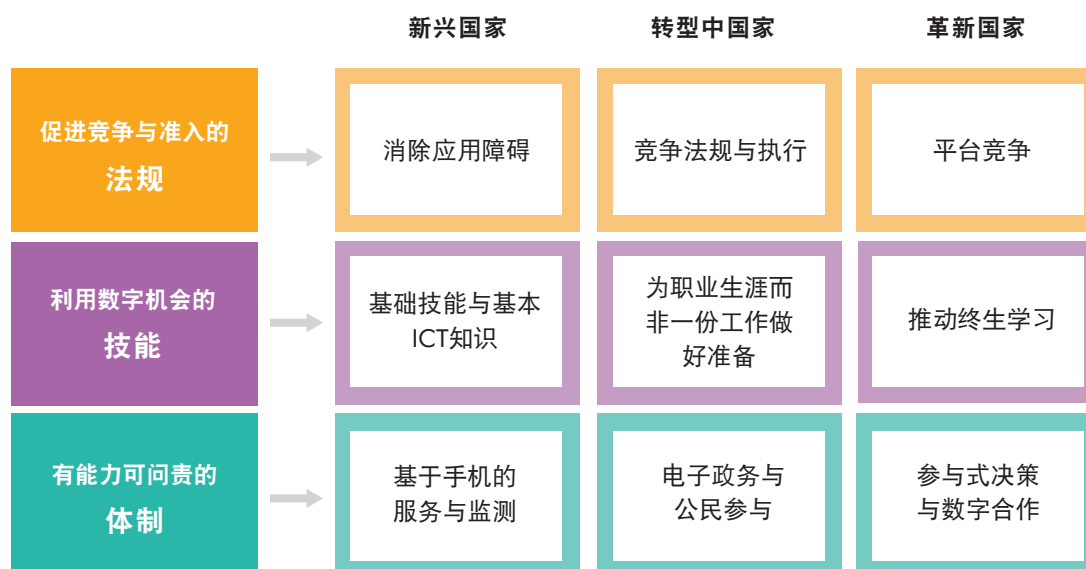 新兴国家
转型中国家
革新国家
促进竞争与准入的
法规
消除应用障碍
竞争法规与执行
平台竞争
利用数字机会的
技能
基础技能与基本
ICT知识
为职业生涯而
非一份工作做
好准备
推动终生学习
有能力可问责的
体制
基于手机的
服务与监测
电子政务与
公民参与
参与式决策
与数字合作